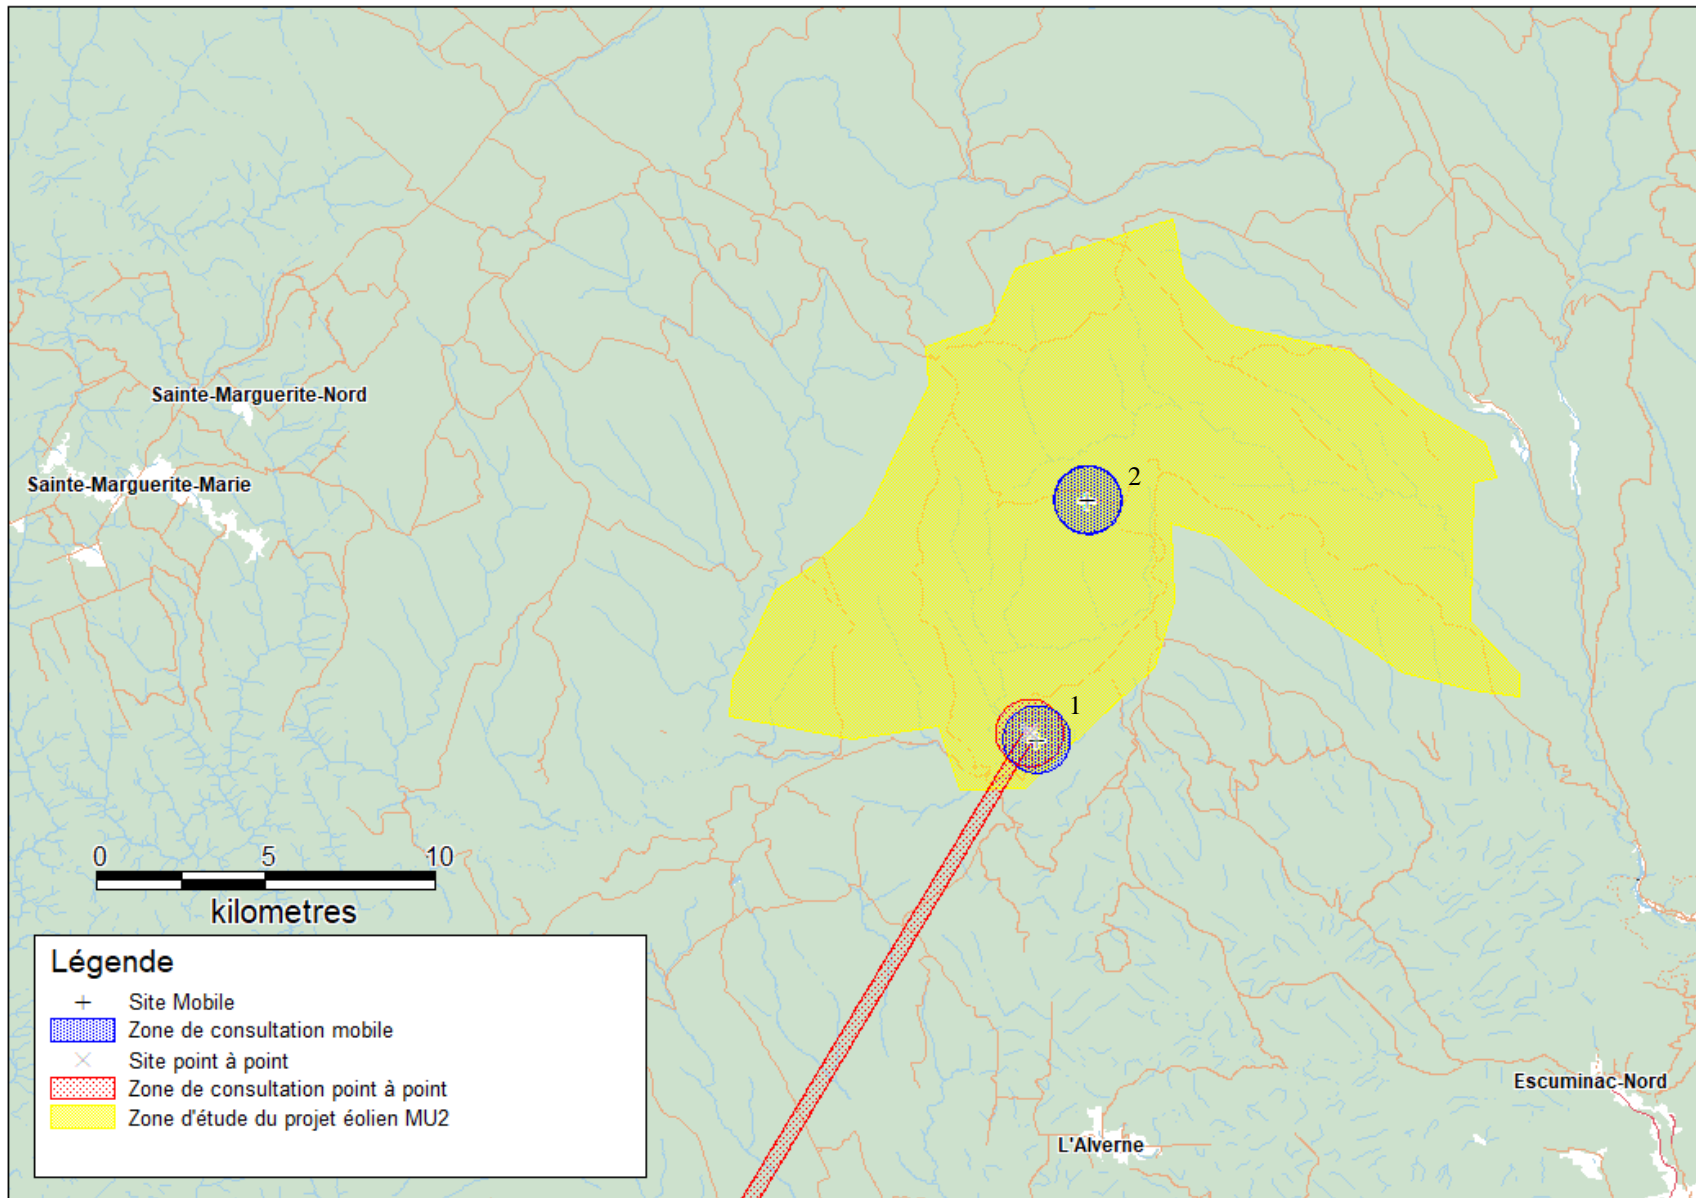 Sainte-Marguerite-Nord
Sainte-Marguerite-Marie
2
1
0 5 10
kilometres
Légende
Site Mobile
Zone de consultation mobile
Site point à point
Zone de consultation point à point
Zone d'étude du projet éolien MU2
Escuminac-Nord
L'Alverne